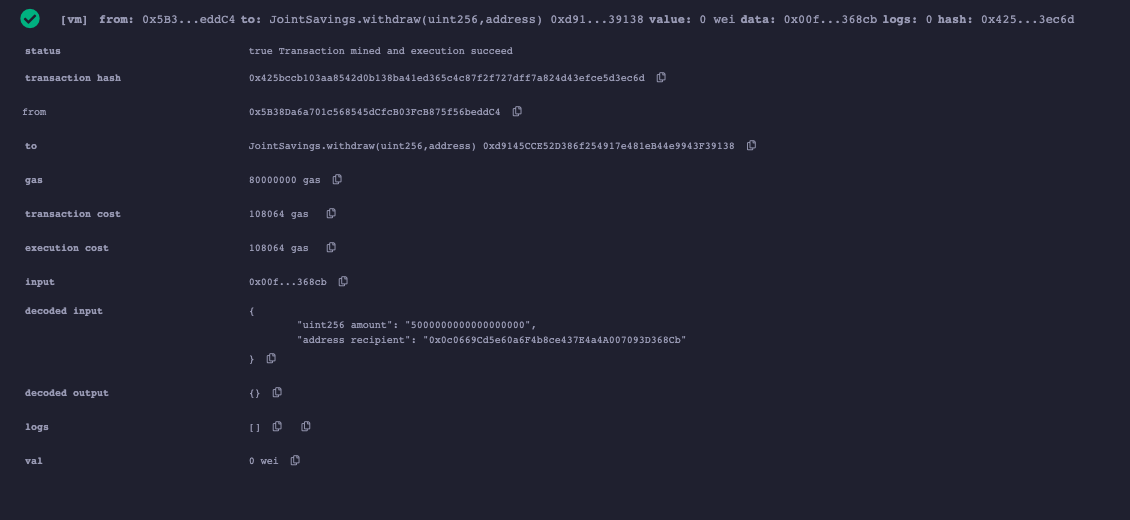 [vm] from: 0x5B3...eddC4 to: JointSavings.withdraw(uint256,address) 0xd91...39138 value: 0 wei data: 0x00f...368cb logs: 0 hash: 0x425...3ec6d
status true Transaction mined and execution succeed
transaction hash 0x425bccb103aa8542d0b138ba41ed365c4c87f2f727dff7a824d43efce5d3ec6d
from 0x5B38Da6a701c568545dCfcB03FcB875f56beddC4
to JointSavings.withdraw(uint256,address) 0xd9145CCE52D386f254917e481eB44e9943F39138
gas 80000000 gas
transaction cost 108064 gas
execution cost 108064 gas
input 0x00f...368cb
decoded input {
"uint256 amount": "5000000000000000000",
"address recipient": "0x0c0669Cd5e60a6F4b8ce437E4a4A007093D368Cb"
}
decoded output {}
logs []
val 0 wei